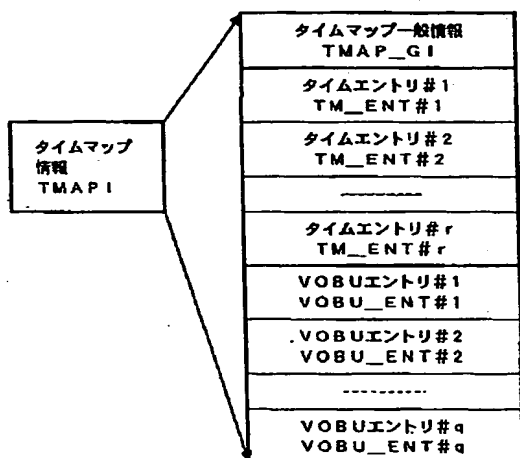 タイムマップ
情報
TMAPI
タイムマップ一般情報
TMAP_GI
タイムエントリ#1
TM_ENT#1
タイムエントリ#2
TM_ENT#2
タイムエントリ#r
TM_ENT#r
VOBUエントリ#1
VOBU_ENT#1
VOBUエントリ#2
VOBU_ENT#2
VOBUエントリ#q
VOBU_ENT#q